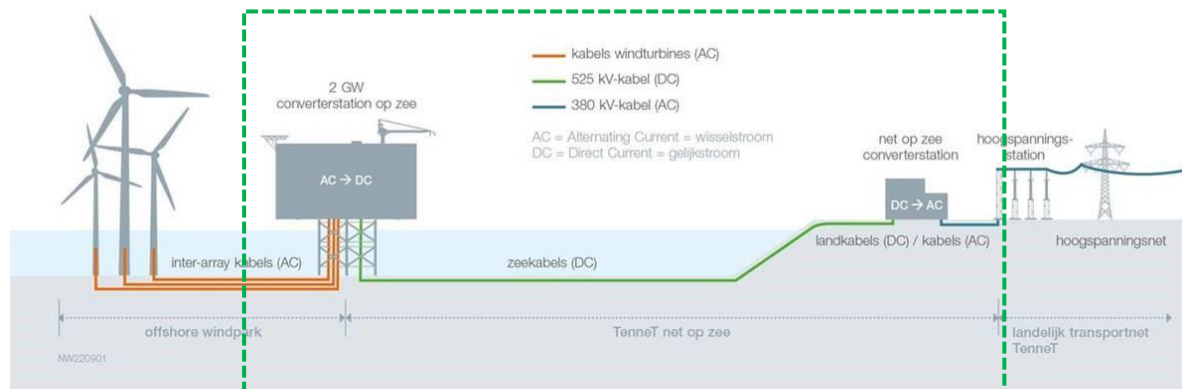 kabels windturbines (AC)
525 kV-kabel (DC)
380 kV-kabel (AC)
AC = Alternating Current = wisselstroom
DC = Direct Current = gelijkstroom
2 GW
converterstation op zee
AC → DC
net op zee
converterstation
hoogspannings-
station
DC → AC
inter-array kabels (AC)
zeekabels (DC)
landkabels (DC) / kabels (AC)
hoogspanningsnet
offshore windpark
TenneT net op zee
landelijk transportnet
TenneT
NW220901